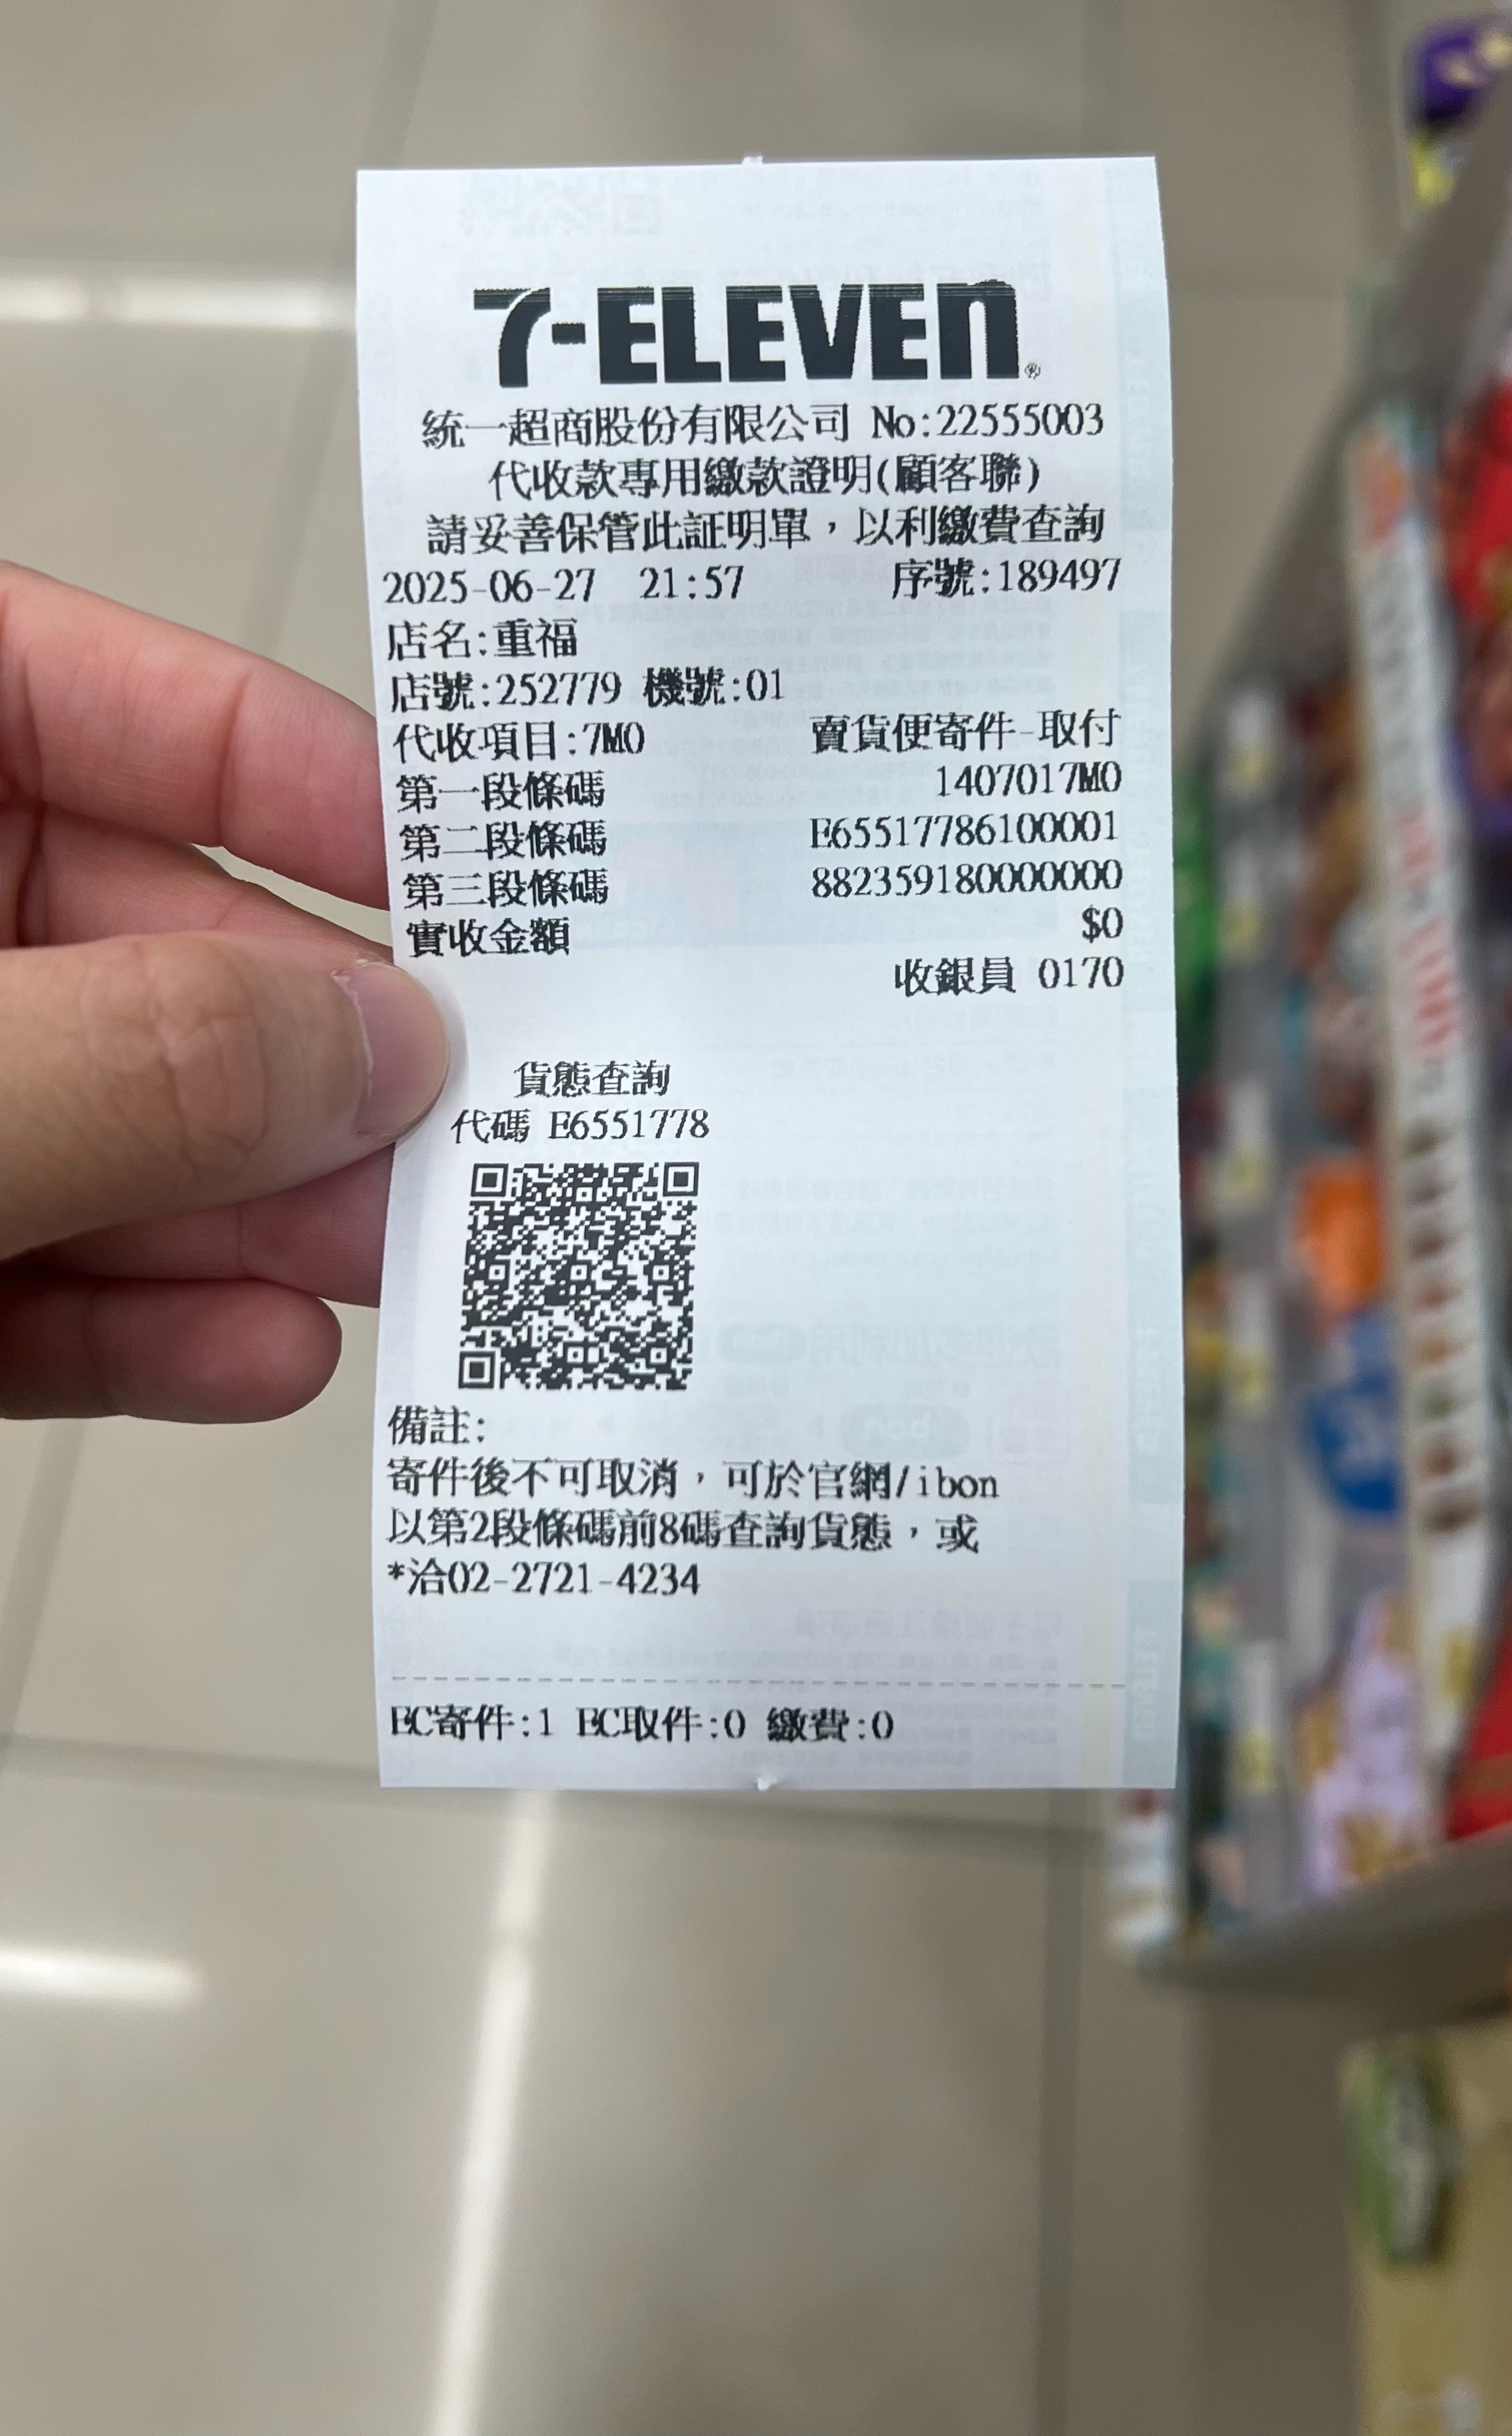 7-ELEVEN®
統一超商股份有限公司 No:22555003
代收款專用繳款證明(顧客聯)
請妥善保管此証明單，以利繳費查詢
2025-06-27 21:57 序號:189497
店名:重福
店號:252779 機號:01
代收項目:7M0 賣貨便寄件-取付
第一段條碼 1407017M0
第二段條碼 E65517786100001
第三段條碼 882359180000000
實收金額 $0
收銀員 0170
貨態查詢
代碼 E6551778
備註:
寄件後不可取消，可於官網/ibon
以第2段條碼前8碼查詢貨態，或
*洽02-2721-4234
EC寄件:1 EC取件:0 繳費:0